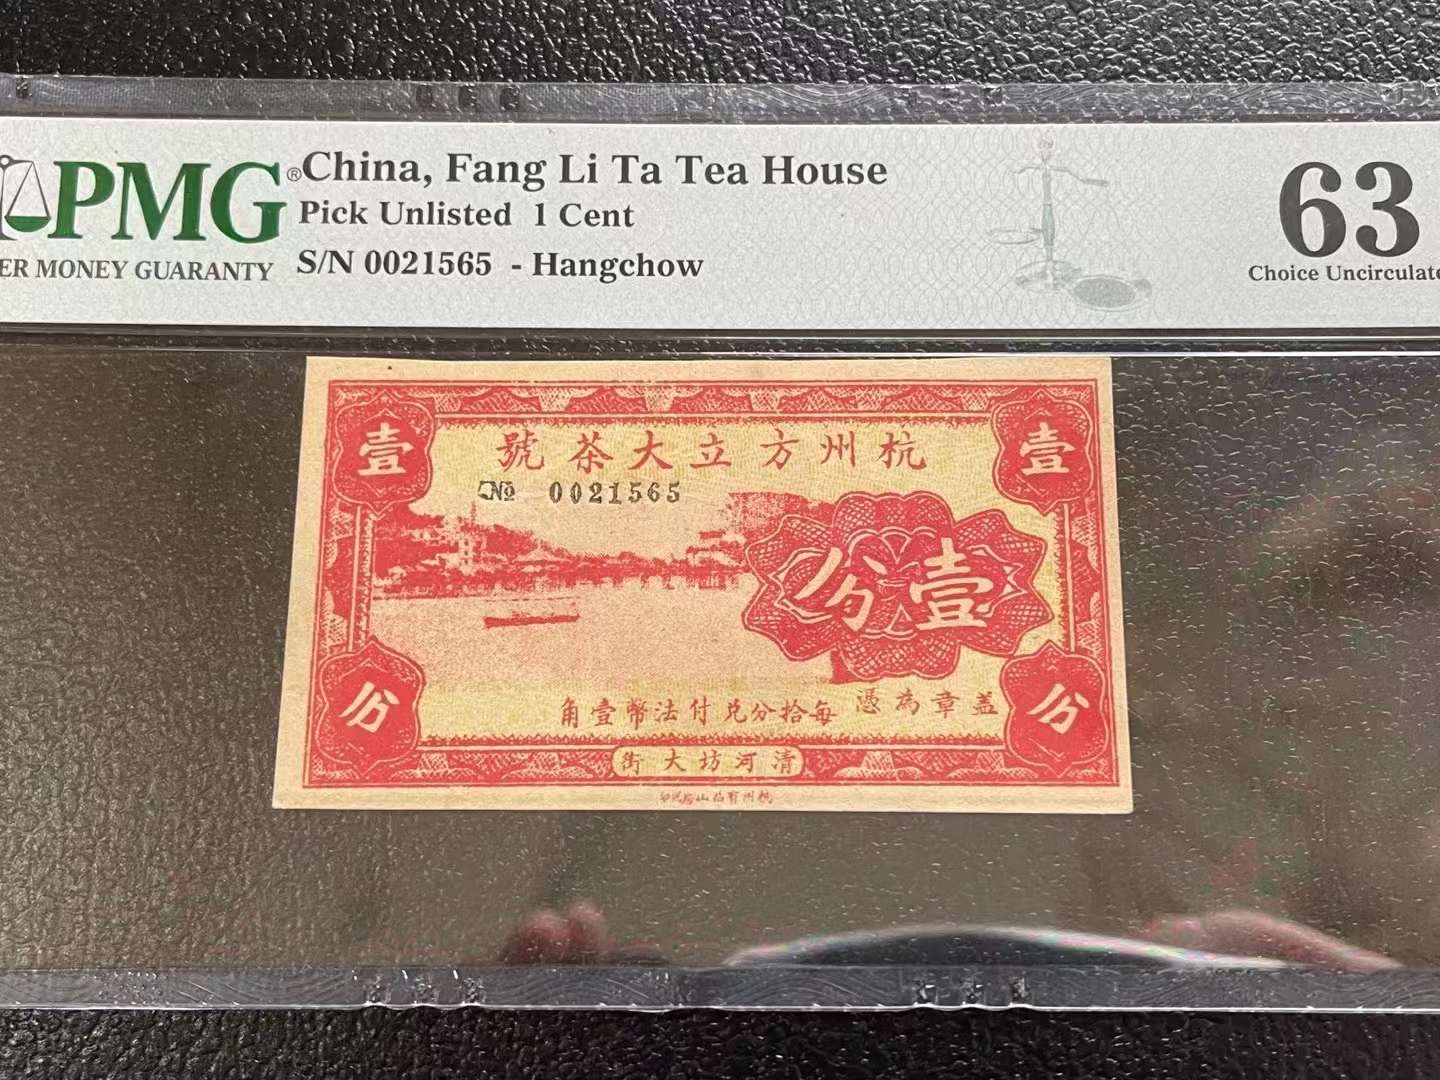 PMG®
ER MONEY GUARANTY
China, Fang Li Ta Tea House
Pick Unlisted 1 Cent
S/N 0021565 - Hangchow
63
Choice Uncirculate
壹
壹
杭州方立大茶號
№ 0021565
壹分
盖章為憑
每拾分兌付法幣壹角
分
分
清河坊大街